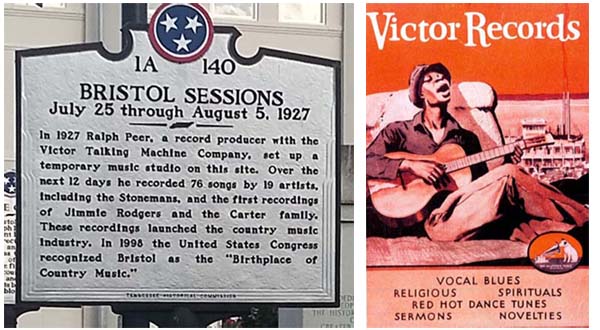 1A 140
BRISTOL SESSIONS
July 25 through August 5, 1927
In 1927 Ralph Peer, a record producer with the
Victor Talking Machine Company, set up a
temporary music studio on this site. Over the
next 12 days he recorded 76 songs by 19 artists,
including the Stonemans, and the first recordings
of Jimmie Rodgers and the Carter family.
These recordings launched the country music
industry. In 1998 the United States Congress
recognized Bristol as the "Birthplace of
Country Music."
TENNESSEE HISTORICAL COMMISSION
Victor Records
VOCAL BLUES
RELIGIOUS SPIRITUALS
RED HOT DANCE TUNES
SERMONS NOVELTIES